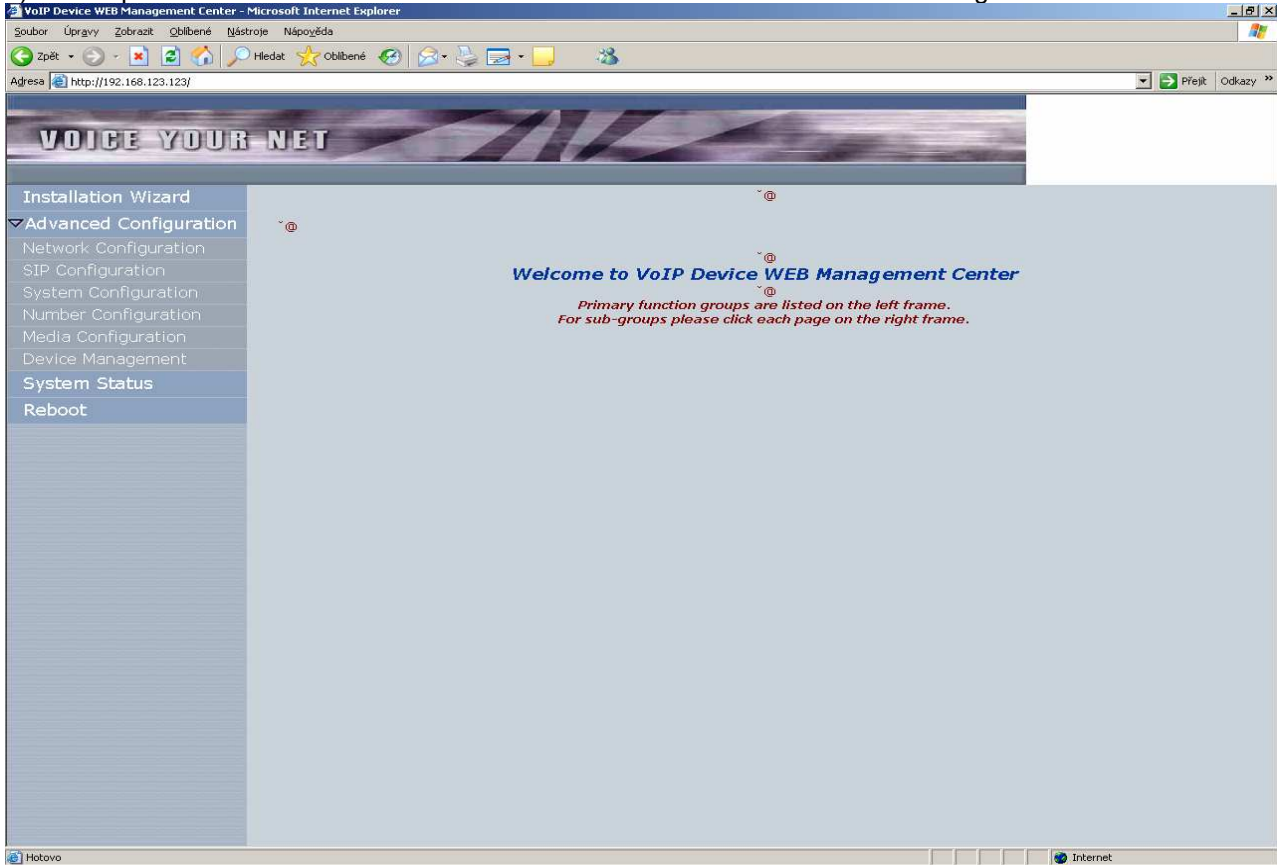 VoIP Device WEB Management Center - Microsoft Internet Explorer
Soubor Úpravy Zobrazit Oblíbené Nástroje Nápověda
Zpět Hledat Oblíbené
Adresa http://192.168.123.123/ Přejít Odkazy »
VOICE YOUR NET
Installation Wizard
Advanced Configuration
Network Configuration
SIP Configuration
System Configuration
Number Configuration
Media Configuration
Device Management
System Status
Reboot
ˇ@
ˇ@
ˇ@
Welcome to VoIP Device WEB Management Center
ˇ@
Primary function groups are listed on the left frame.
For sub-groups please click each page on the right frame.
Hotovo Internet